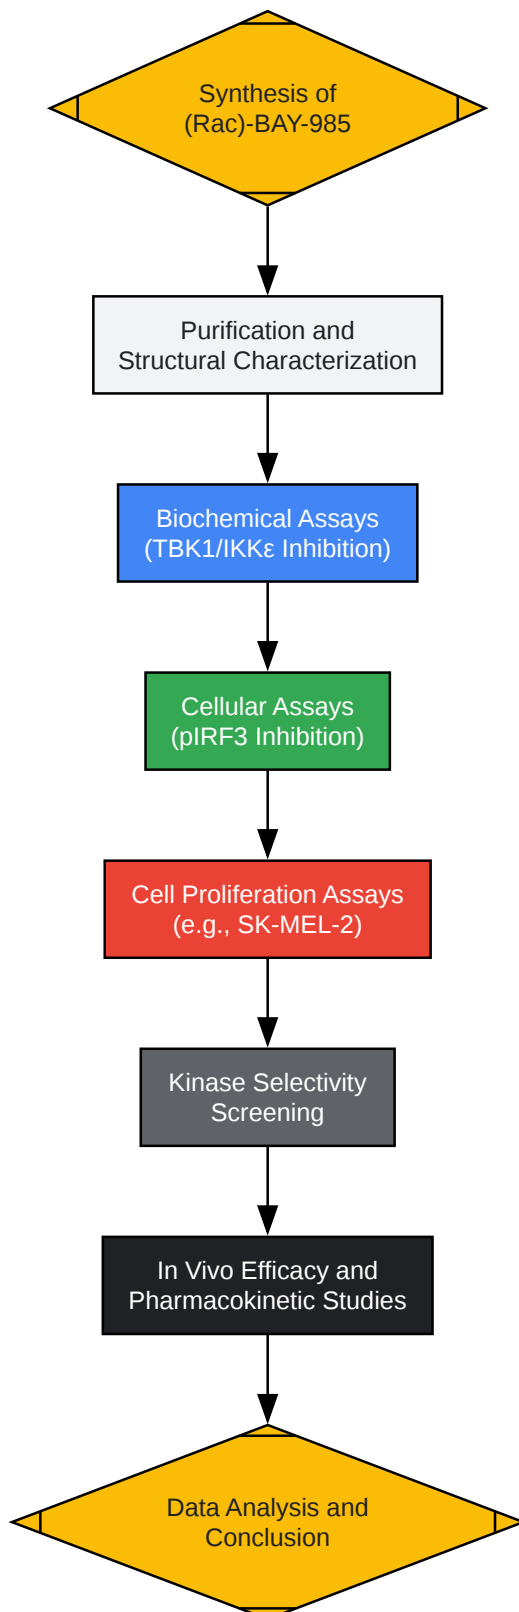 Synthesis of
(Rac)-BAY-985
Purification and
Structural Characterization
Biochemical Assays
(TBK1/IKKε Inhibition)
Cellular Assays
(pIRF3 Inhibition)
Cell Proliferation Assays
(e.g., SK-MEL-2)
Kinase Selectivity
Screening
In Vivo Efficacy and
Pharmacokinetic Studies
Data Analysis and
Conclusion